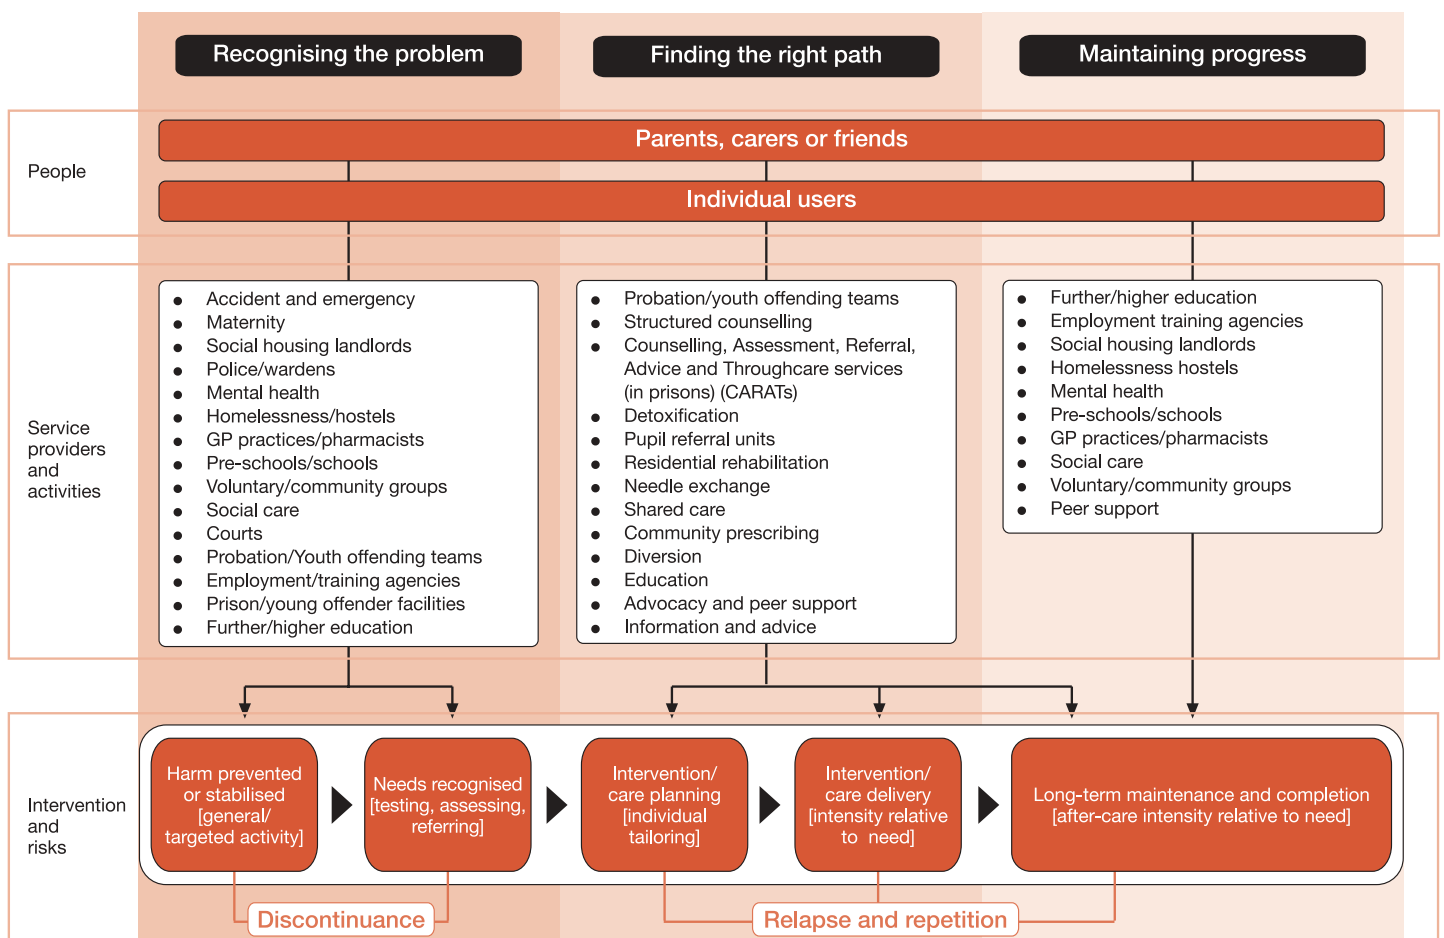 Recognising the problem
Finding the right path
Maintaining progress
People
Parents, carers or friends
Individual users
Service
providers
and
activities
Accident and emergency
Maternity
Social housing landlords
Police/wardens
Mental health
Homelessness/hostels
GP practices/pharmacists
Pre-schools/schools
Voluntary/community groups
Social care
Courts
Probation/Youth offending teams
Employment/training agencies
Prison/young offender facilities
Further/higher education
Probation/youth offending teams
Structured counselling
Counselling, Assessment, Referral,
Advice and Throughcare services
(in prisons) (CARATs)
Detoxification
Pupil referral units
Residential rehabilitation
Needle exchange
Shared care
Community prescribing
Diversion
Education
Advocacy and peer support
Information and advice
Further/higher education
Employment training agencies
Social housing landlords
Homelessness hostels
Mental health
Pre-schools/schools
GP practices/pharmacists
Social care
Voluntary/community groups
Peer support
Intervention
and
risks
Harm prevented
or stabilised
[general/
targeted activity]
Needs recognised
[testing, assessing,
referring]
Intervention/
care planning
[individual
tailoring]
Intervention/
care delivery
[intensity relative
to need]
Long-term maintenance and completion
[after-care intensity relative to need]
Discontinuance
Relapse and repetition